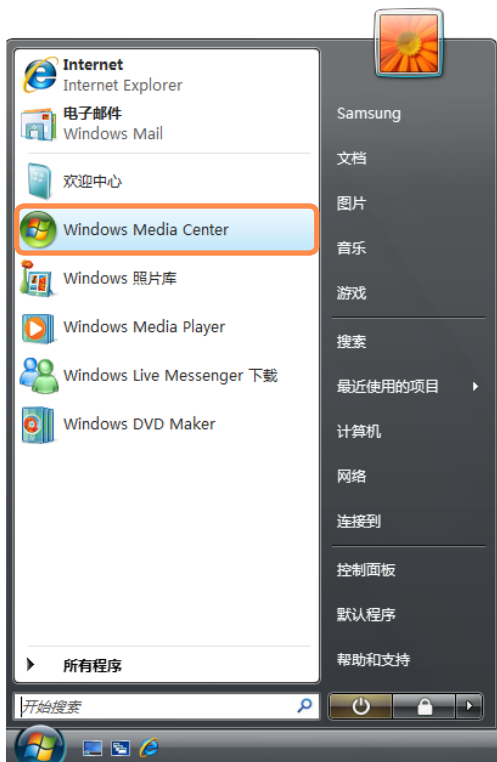 Internet
Internet Explorer
电子邮件
Windows Mail
欢迎中心
Windows Media Center
Windows 照片库
Windows Media Player
Windows Live Messenger 下载
Windows DVD Maker
所有程序
开始搜索
Samsung
文档
图片
音乐
游戏
搜索
最近使用的项目
计算机
网络
连接到
控制面板
默认程序
帮助和支持